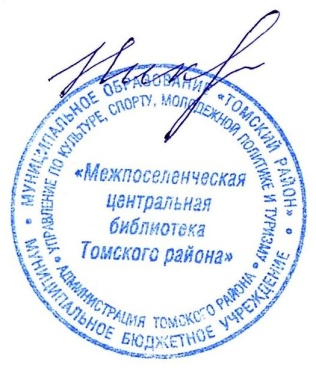 МУНИЦИПАЛЬНОЕ ОБРАЗОВАНИЕ «ТОМСКИЙ РАЙОН»
МУНИЦИПАЛЬНОЕ БЮДЖЕТНОЕ УЧРЕЖДЕНИЕ
УПРАВЛЕНИЕ ПО КУЛЬТУРЕ, СПОРТУ, МОЛОДЕЖНОЙ ПОЛИТИКЕ И ТУРИЗМУ
АДМИНИСТРАЦИЯ ТОМСКОГО РАЙОНА
«Межпоселенческая
центральная
библиотека
Томского района»